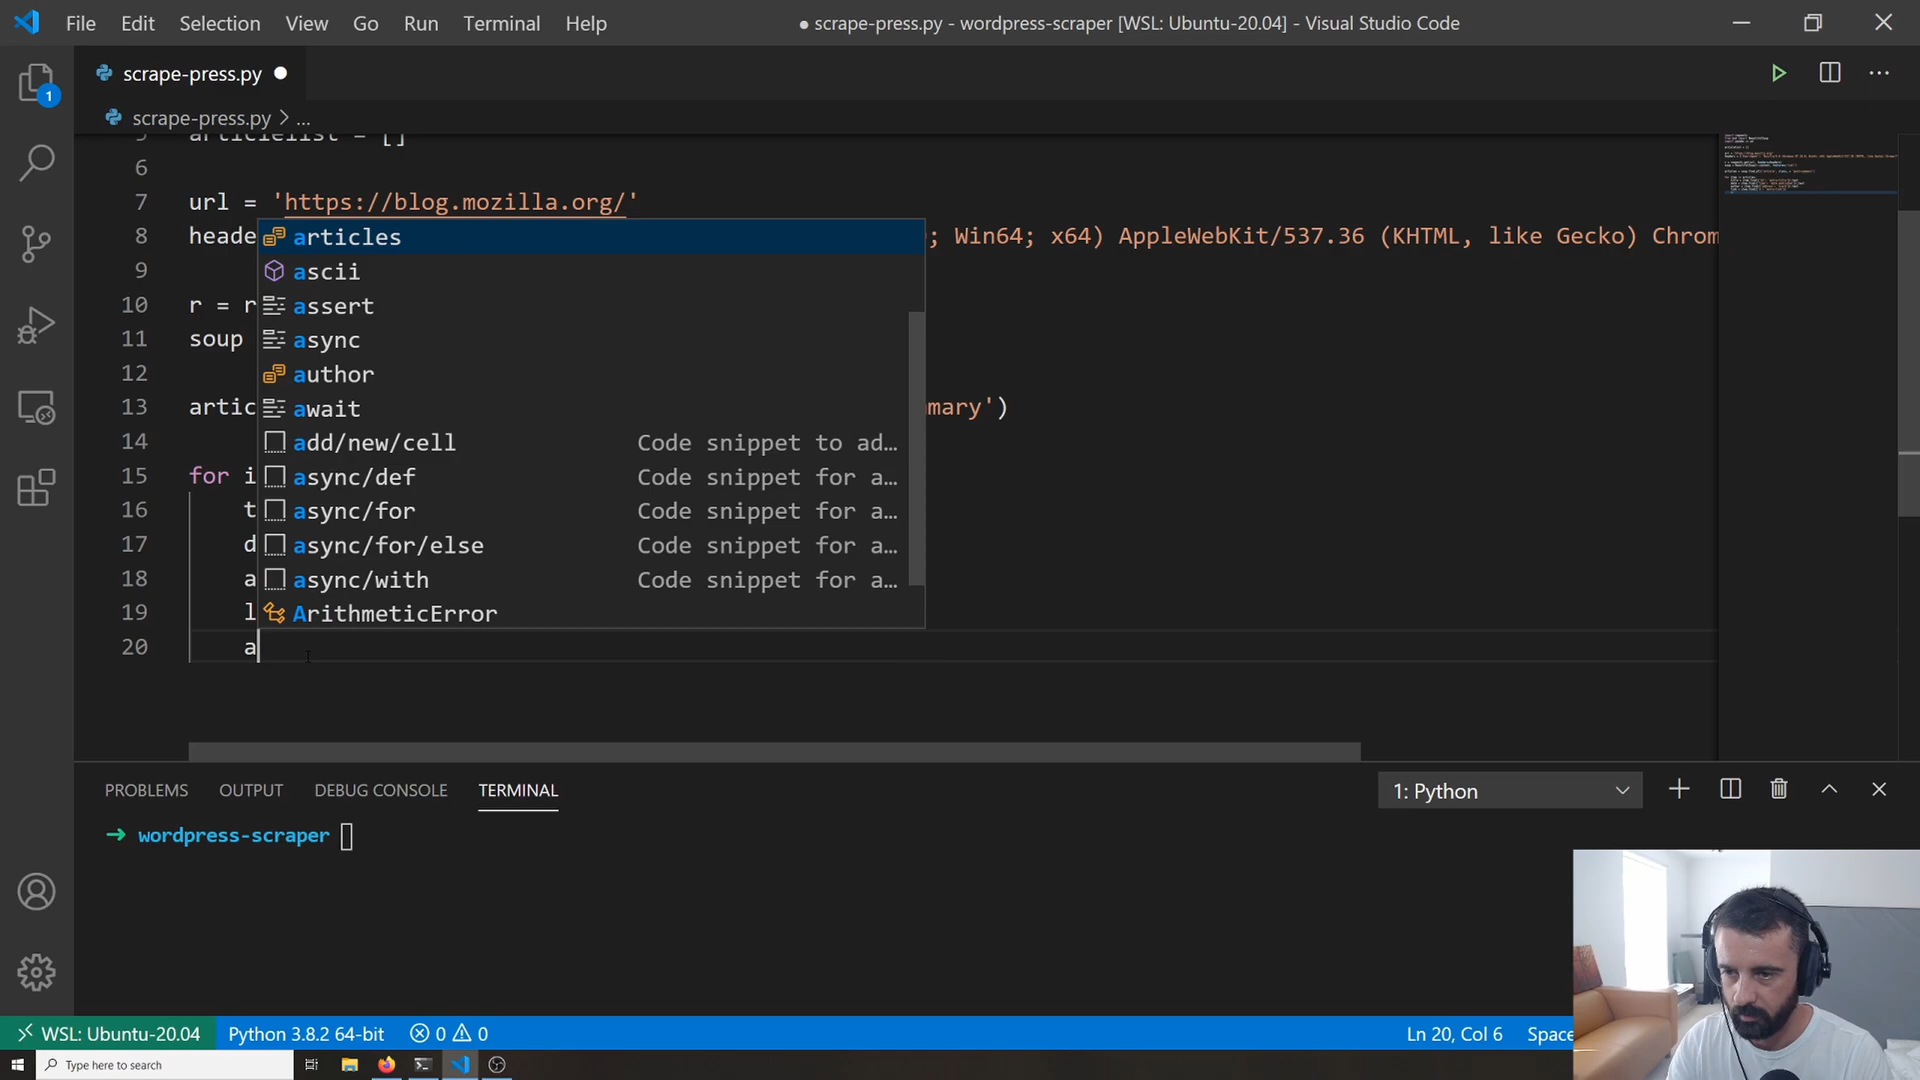 File Edit Selection View Go Run Terminal Help
● scrape-press.py - wordpress-scraper [WSL: Ubuntu-20.04] - Visual Studio Code
scrape-press.py ●
scrape-press.py > ...
5 articlelist = []
6
7 url = 'https://blog.mozilla.org/'
8 heade ; Win64; x64) AppleWebKit/537.36 (KHTML, like Gecko) Chrom
9
10 r = r
11 soup
12
13 artic mary')
14
15 for i
16 t
17 d
18 a
19 l
20 a
articles
ascii
assert
async
author
await
add/new/cell Code snippet to ad…
async/def Code snippet for a…
async/for Code snippet for a…
async/for/else Code snippet for a…
async/with Code snippet for a…
ArithmeticError
PROBLEMS OUTPUT DEBUG CONSOLE TERMINAL
1: Python
→ wordpress-scraper
1
WSL: Ubuntu-20.04 Python 3.8.2 64-bit 0 0
Ln 20, Col 6 Space
Type here to search